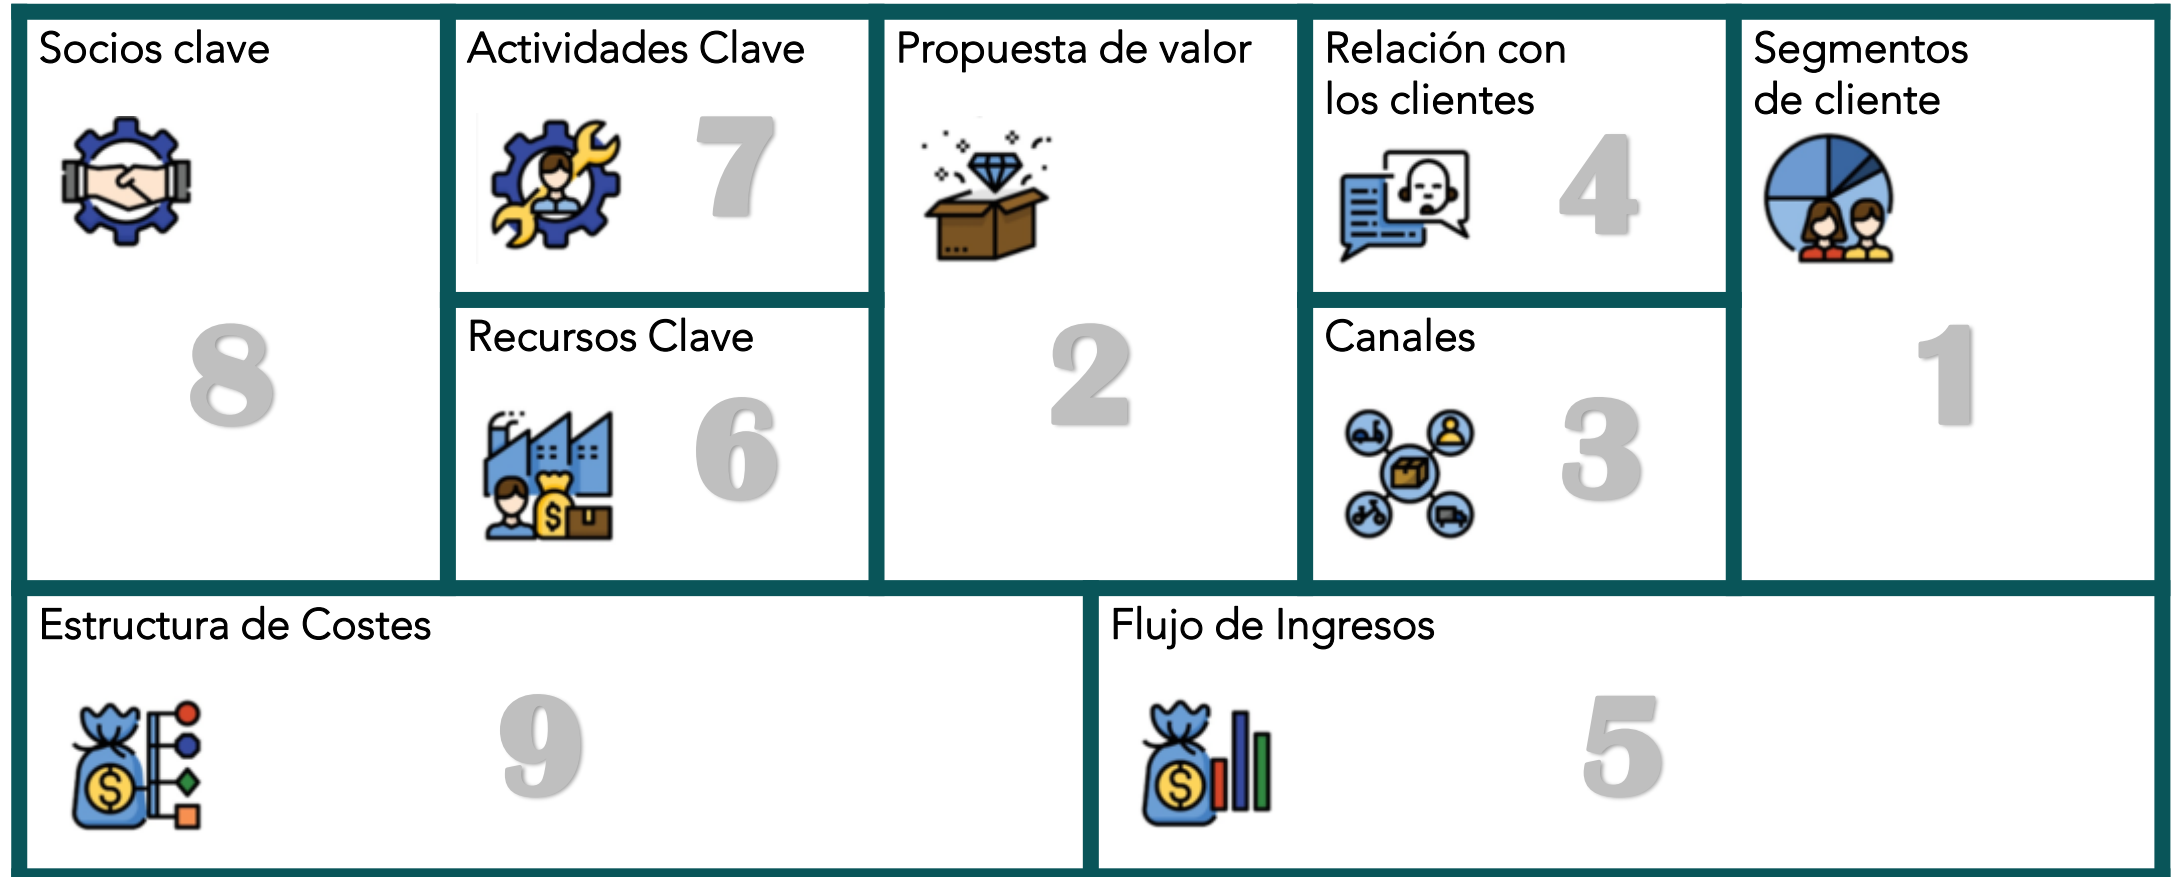 Socios clave
8
Actividades Clave
7
Recursos Clave
6
Propuesta de valor
2
Relación con
los clientes
4
Canales
3
Segmentos
de cliente
1
Estructura de Costes
$
9
Flujo de Ingresos
$
5